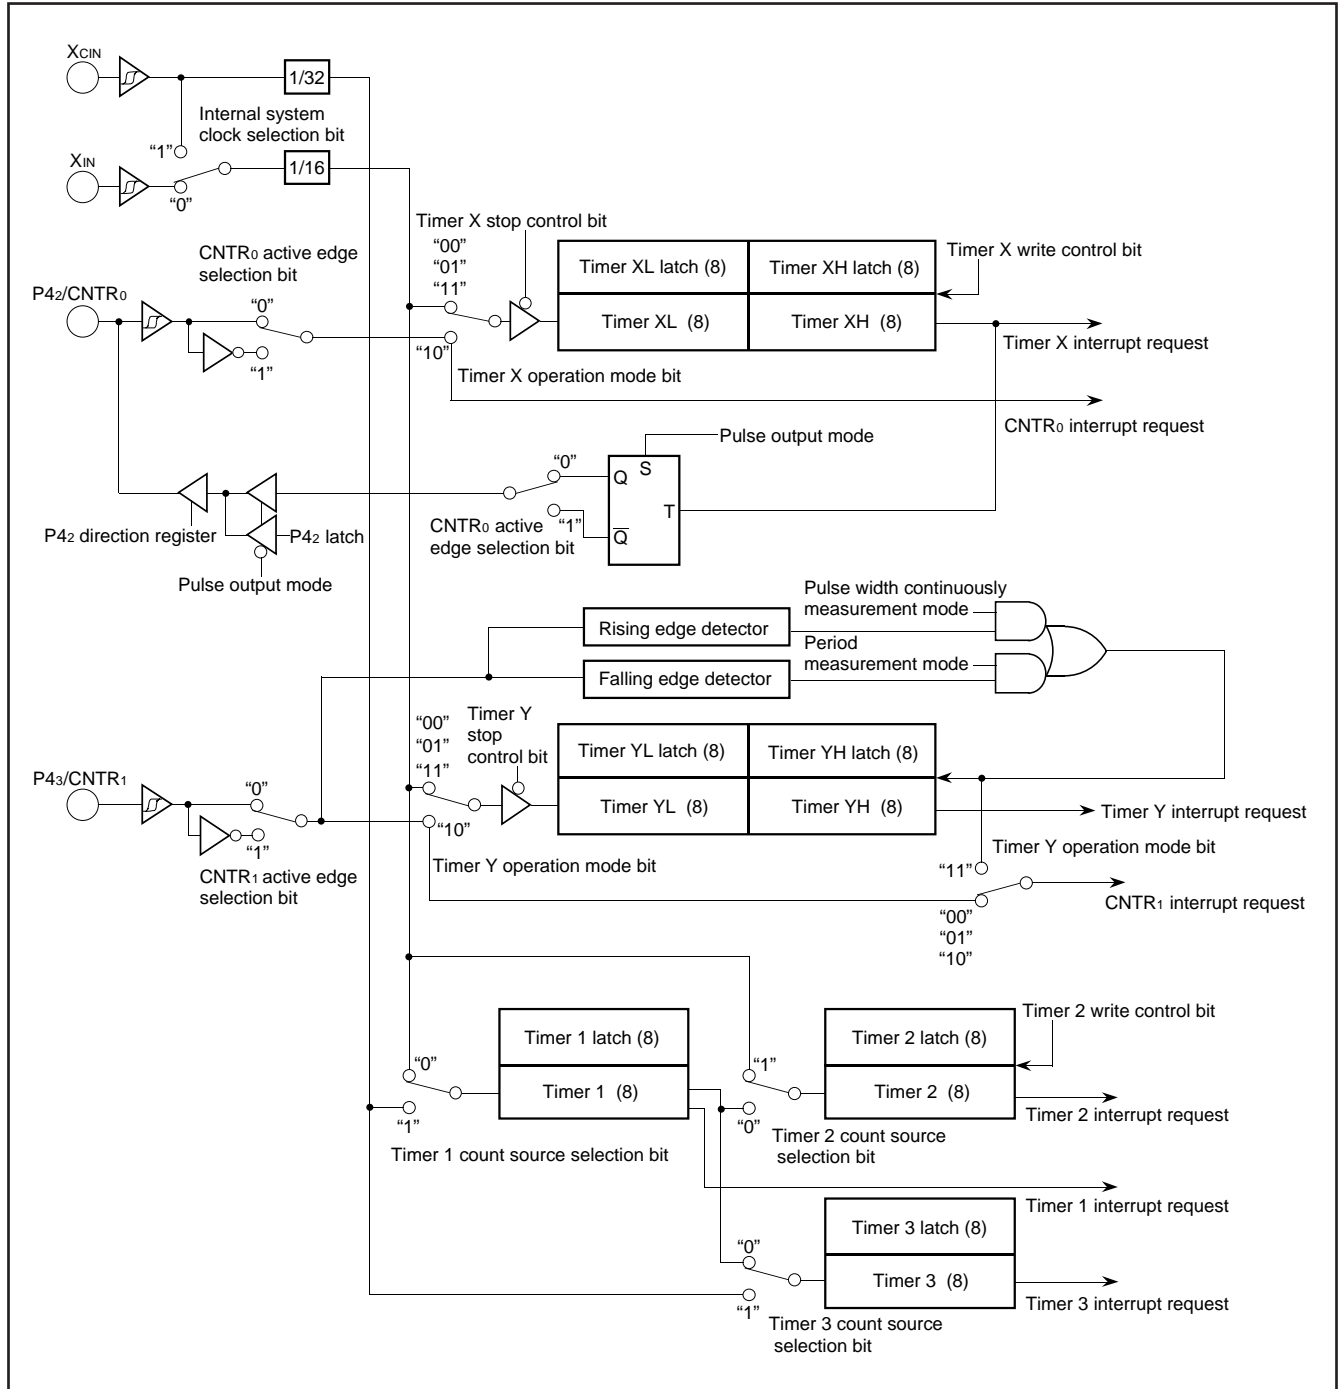 XCIN
1/32
Internal system
clock selection bit
“1”
XIN
1/16
“0”
Timer X stop control bit
CNTR0 active edge
selection bit
“00”
“01”
“11”
Timer XL latch (8)
Timer XH latch (8)
Timer X write control bit
P42/CNTR0
“0”
Timer XL (8)
Timer XH (8)
“1”
“10”
Timer X operation mode bit
Timer X interrupt request
CNTR0 interrupt request
Pulse output mode
“0”
Q
S
T
Q
“1”
CNTR0 active
edge selection bit
P42 direction register
P42 latch
Pulse output mode
Pulse width continuously
measurement mode
Rising edge detector
Period
measurement mode
Falling edge detector
“00”
“01”
“11”
Timer Y
stop
control bit
Timer YL latch (8)
Timer YH latch (8)
P43/CNTR1
“0”
Timer YL (8)
Timer YH (8)
Timer Y interrupt request
“1”
“10”
CNTR1 active edge
selection bit
Timer Y operation mode bit
Timer Y operation mode bit
“11”
CNTR1 interrupt request
“00”
“01”
“10”
Timer 2 write control bit
Timer 1 latch (8)
Timer 2 latch (8)
“0”
“1”
Timer 1 (8)
Timer 2 (8)
“1”
“0”
Timer 2 interrupt request
Timer 1 count source selection bit
Timer 2 count source
selection bit
Timer 1 interrupt request
Timer 3 latch (8)
“0”
Timer 3 (8)
“1”
Timer 3 interrupt request
Timer 3 count source
selection bit